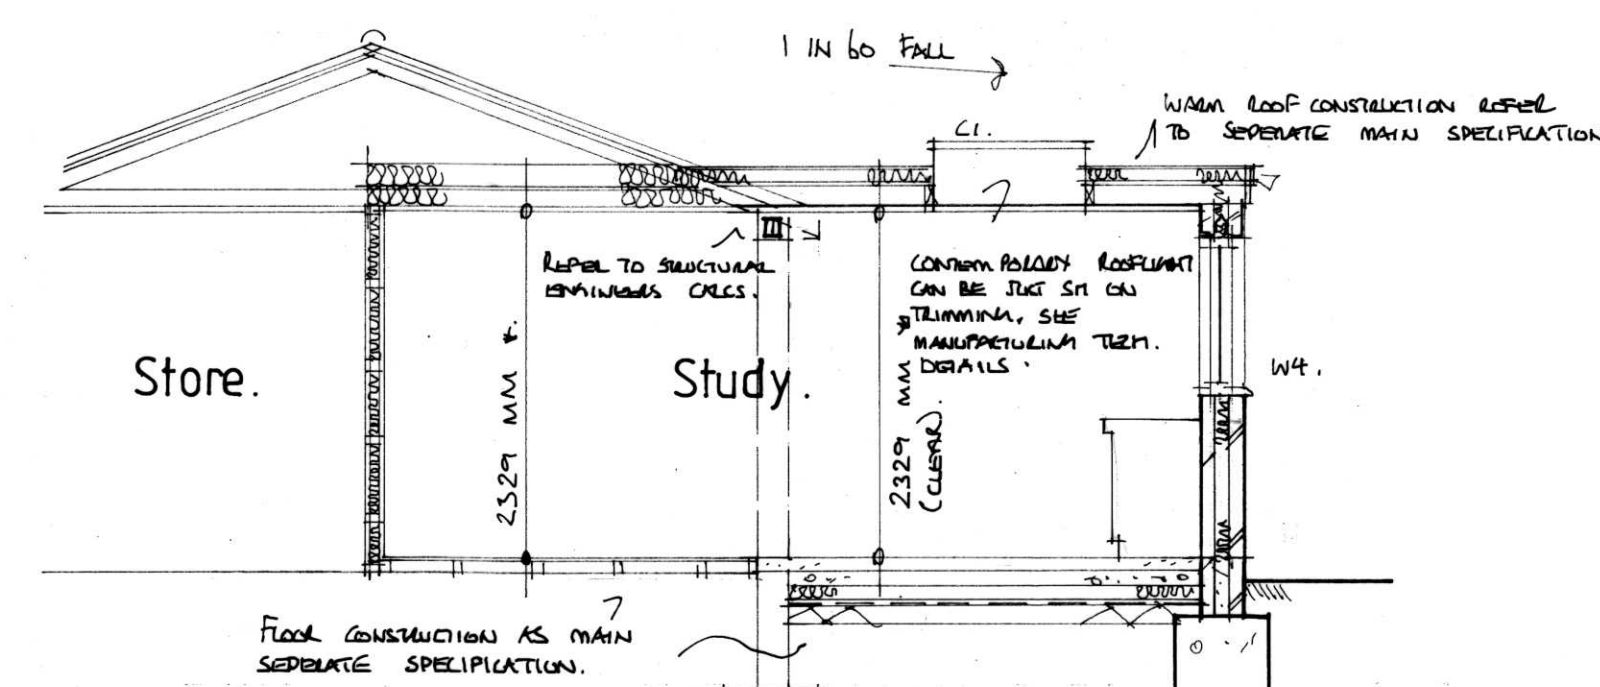 1 IN 60 FALL
C1.
WARM ROOF CONSTRUCTION REFER
TO SEPERATE MAIN SPECIFICATION
REFER TO STRUCTURAL
ENGINEERS CALCS.
CONTEMPORARY ROOFLIGHT
CAN BE JUST SIT ON
TRIMMING, SEE
MANUFACTURING TECH.
DETAILS.
Store.
Study.
W4.
2329 MM *.
2329 MM *
(CLEAR).
FLOOR CONSTRUCTION AS MAIN
SEPERATE SPECIFICATION.